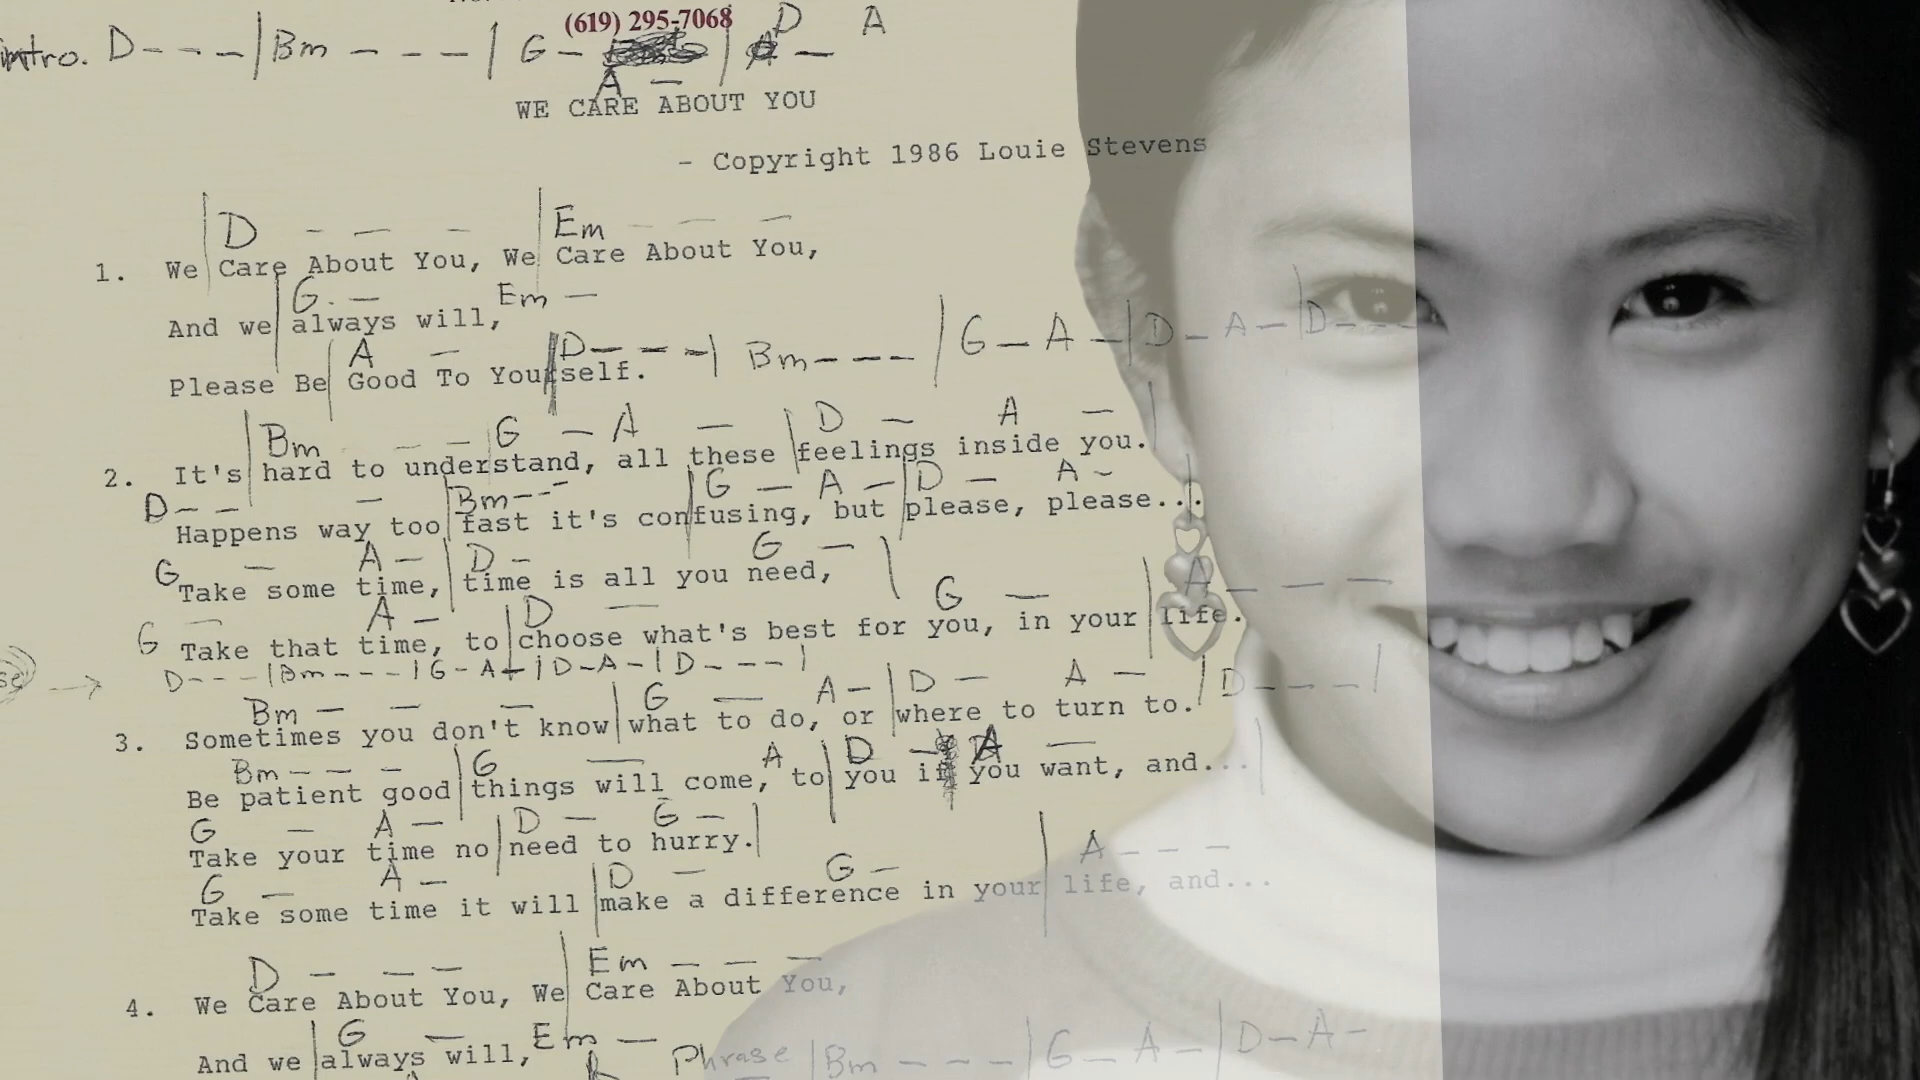 (619) 295-7068
D A
intro. D - - - | Bm - - - - | G - | A -
A -
WE CARE ABOUT YOU
- Copyright 1986 Louie Stevens
D - - - Em - - -
1. We Care About You, We Care About You,
G - Em -
And we always will,
A - D - - - | Bm - - - | G - A - | D - A - | D - - -
Please Be Good To Yourself.
Bm - - - G - A - D - A -
2. It's hard to understand, all these feelings inside you.
D - - - Bm - - - G - A - D - A -
Happens way too fast it's confusing, but please, please...
G - A - D - G -
Take some time, time is all you need,
G - A - D - G - A - - -
Take that time, to choose what's best for you, in your life.
D - - - | Bm - - - | G - A - | D - A - | D - - - |
Bm - - - G - A - D - A - | D - - - |
3. Sometimes you don't know what to do, or where to turn to.
Bm - - - G - A D - A -
Be patient good things will come, to you if you want, and...
G - A - D - G -
Take your time no need to hurry.
G - A - D - G - A - - -
Take some time it will make a difference in your life, and...
D - - - Em - - -
4. We Care About You, We Care About You,
G - Em -
And we always will,
Phrase | Bm - - - | G - A - | D - A -